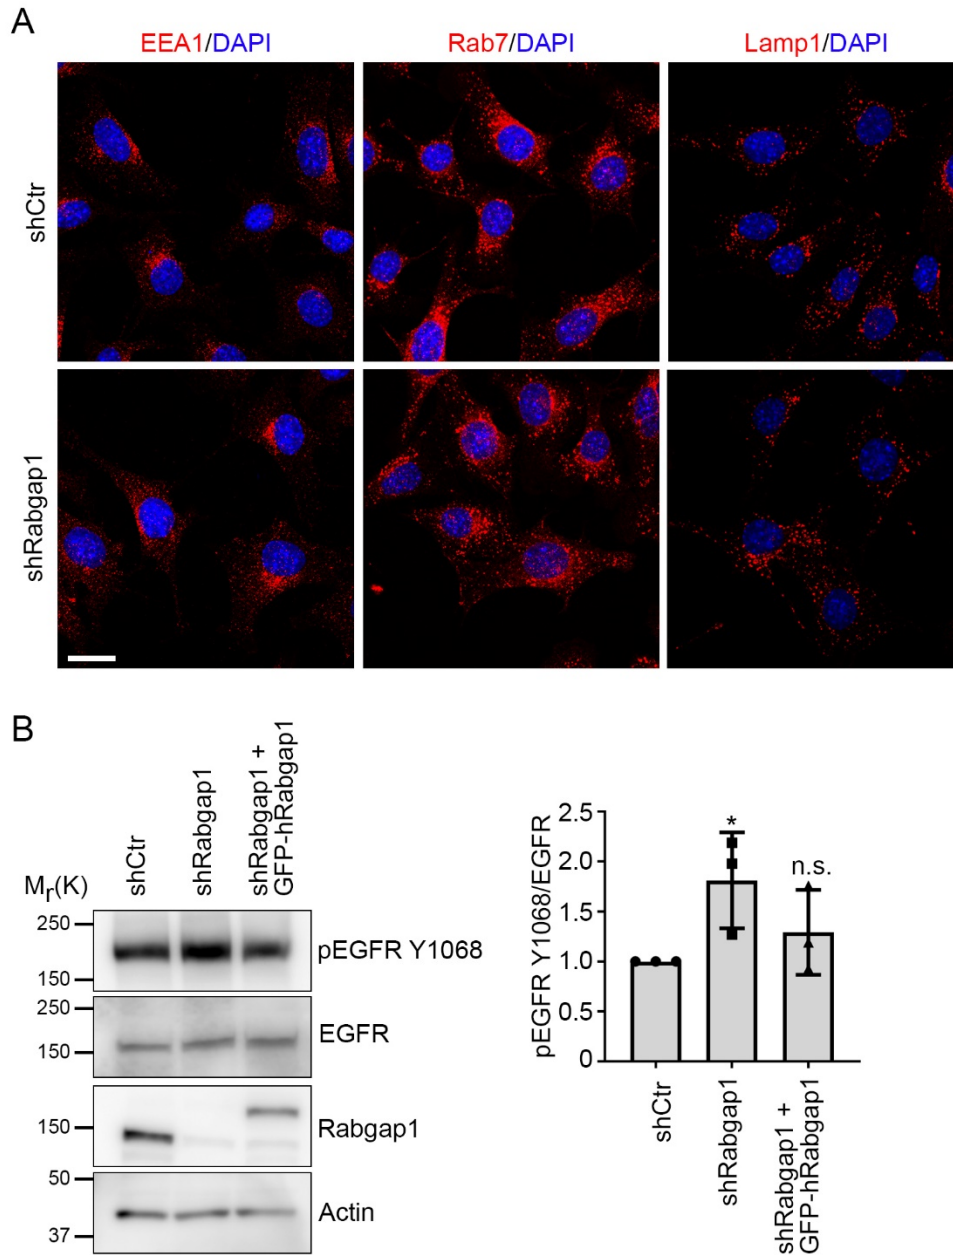 A
EEA1/DAPI
Rab7/DAPI
Lamp1/DAPI
shCtr
shRabgap1
B
shCtr
shRabgap1
shRabgap1 +
GFP-hRabgap1
Mr(K)
250
150
pEGFR Y1068
250
150
EGFR
150
Rabgap1
50
37
Actin
pEGFR Y1068/EGFR
2.5
2.0
1.5
1.0
0.5
0
*
n.s.
shCtr
shRabgap1
shRabgap1 +
GFP-hRabgap1